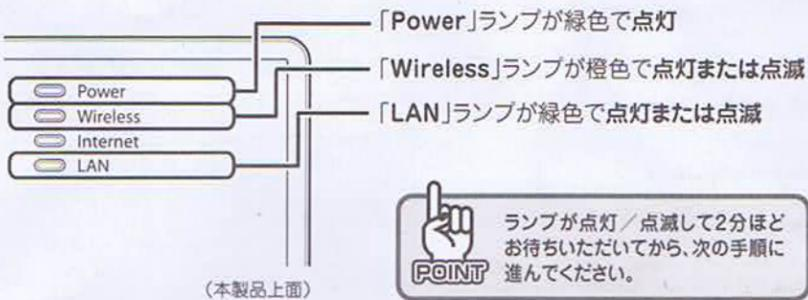 「Power」ランプが緑色で点灯
「Wireless」ランプが橙色で点灯または点滅
「LAN」ランプが緑色で点灯または点滅
Power
Wireless
Internet
LAN
(本製品上面)
POINT
ランプが点灯/点滅して2分ほど
お待ちいただいてから、次の手順に
進んでください。